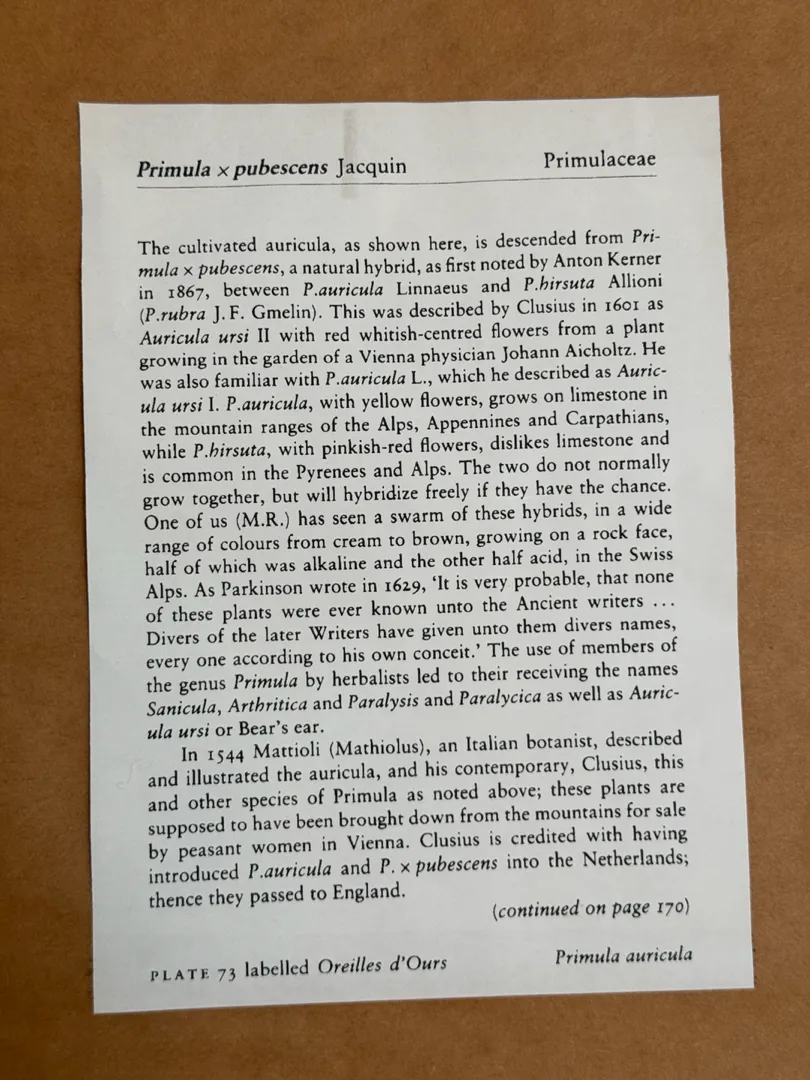 Primula × pubescens Jacquin Primulaceae
The cultivated auricula, as shown here, is descended from Pri-
mula × pubescens, a natural hybrid, as first noted by Anton Kerner
in 1867, between P.auricula Linnaeus and P.hirsuta Allioni
(P.rubra J. F. Gmelin). This was described by Clusius in 1601 as
Auricula ursi II with red whitish-centred flowers from a plant
growing in the garden of a Vienna physician Johann Aicholtz. He
was also familiar with P.auricula L., which he described as Auric-
ula ursi I. P.auricula, with yellow flowers, grows on limestone in
the mountain ranges of the Alps, Appennines and Carpathians,
while P.hirsuta, with pinkish-red flowers, dislikes limestone and
is common in the Pyrenees and Alps. The two do not normally
grow together, but will hybridize freely if they have the chance.
One of us (M.R.) has seen a swarm of these hybrids, in a wide
range of colours from cream to brown, growing on a rock face,
half of which was alkaline and the other half acid, in the Swiss
Alps. As Parkinson wrote in 1629, ‘It is very probable, that none
of these plants were ever known unto the Ancient writers ...
Divers of the later Writers have given unto them divers names,
every one according to his own conceit.’ The use of members of
the genus Primula by herbalists led to their receiving the names
Sanicula, Arthritica and Paralysis and Paralycica as well as Auric-
ula ursi or Bear's ear.
In 1544 Mattioli (Mathiolus), an Italian botanist, described
and illustrated the auricula, and his contemporary, Clusius, this
and other species of Primula as noted above; these plants are
supposed to have been brought down from the mountains for sale
by peasant women in Vienna. Clusius is credited with having
introduced P.auricula and P. × pubescens into the Netherlands;
thence they passed to England.
(continued on page 170)
PLATE 73 labelled Oreilles d'Ours Primula auricula